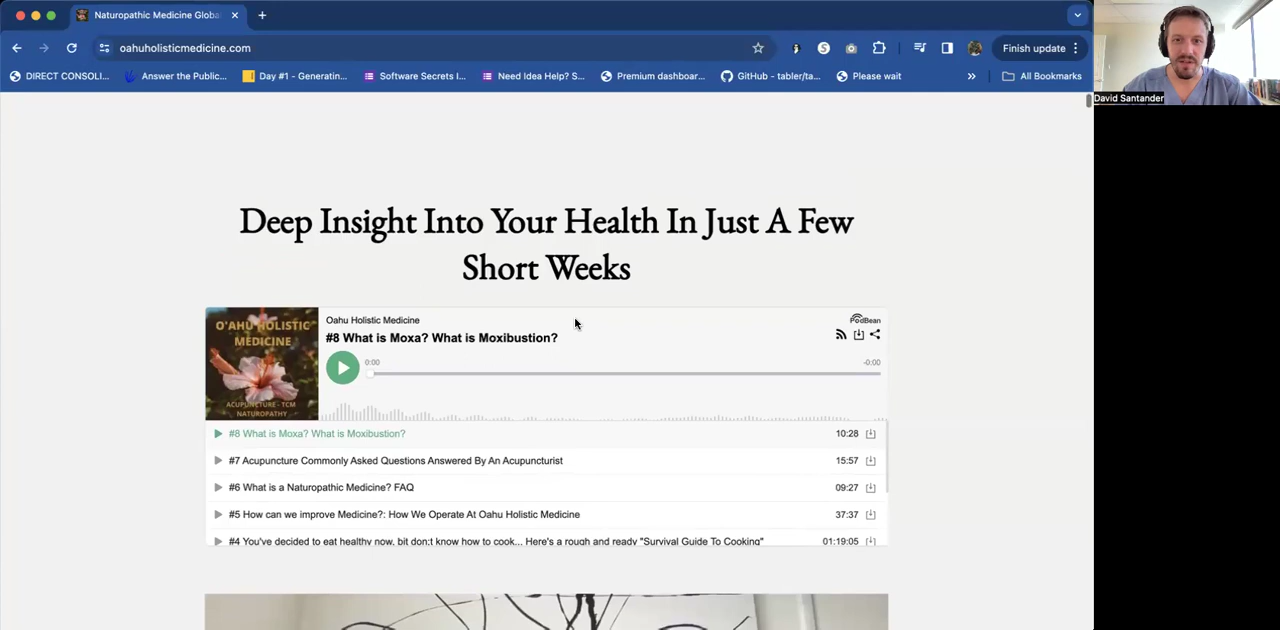 Naturopathic Medicine Globa
oahuholisticmedicine.com
Finish update
DIRECT CONSOLI...
Answer the Public...
Day #1 - Generatin...
Software Secrets I...
Need Idea Help? S...
Premium dashboar...
GitHub - tabler/ta...
Please wait
All Bookmarks
David Santander
Deep Insight Into Your Health In Just A Few
Short Weeks
O'AHU HOLISTIC
MEDICINE
ACUPUNCTURE - TCM
NATUROPATHY
Oahu Holistic Medicine
PodBean
#8 What is Moxa? What is Moxibustion?
0:00
-0:00
#8 What is Moxa? What is Moxibustion? 10:28
#7 Acupuncture Commonly Asked Questions Answered By An Acupuncturist 15:57
#6 What is a Naturopathic Medicine? FAQ 09:27
#5 How can we improve Medicine?: How We Operate At Oahu Holistic Medicine 37:37
#4 You've decided to eat healthy now, bit don;t know how to cook... Here's a rough and ready "Survival Guide To Cooking" 01:19:05